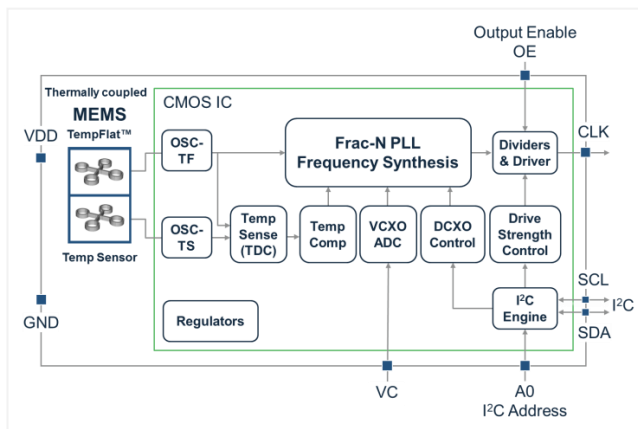 Output Enable
OE
Thermally coupled
MEMS
TempFlat™
CMOS IC
VDD
CLK
OSC-
TF
Frac-N PLL
Frequency Synthesis
Dividers
& Driver
OSC-
TS
Temp
Sense
(TDC)
Temp
Comp
VCXO
ADC
DCXO
Control
Drive
Strength
Control
Temp Sensor
SCL
I²C
SDA
I²C
Engine
GND
Regulators
VC
A0
I²C Address